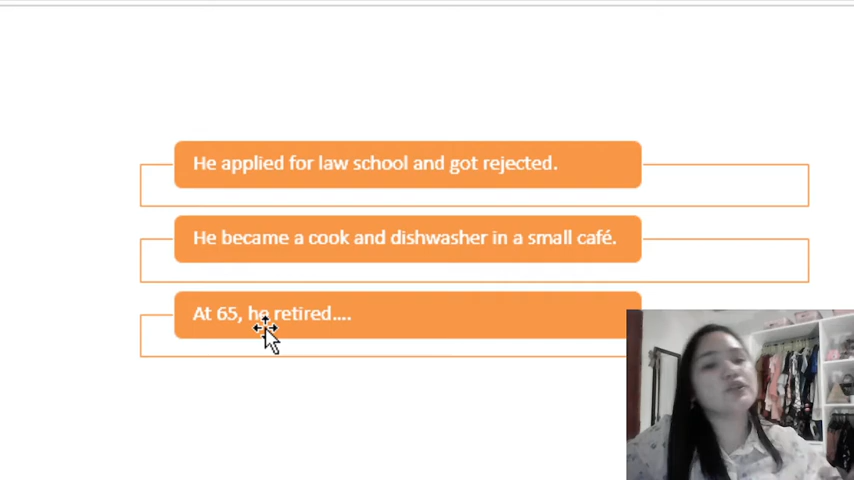 He applied for law school and got rejected.
He became a cook and dishwasher in a small café.
At 65, he retired....